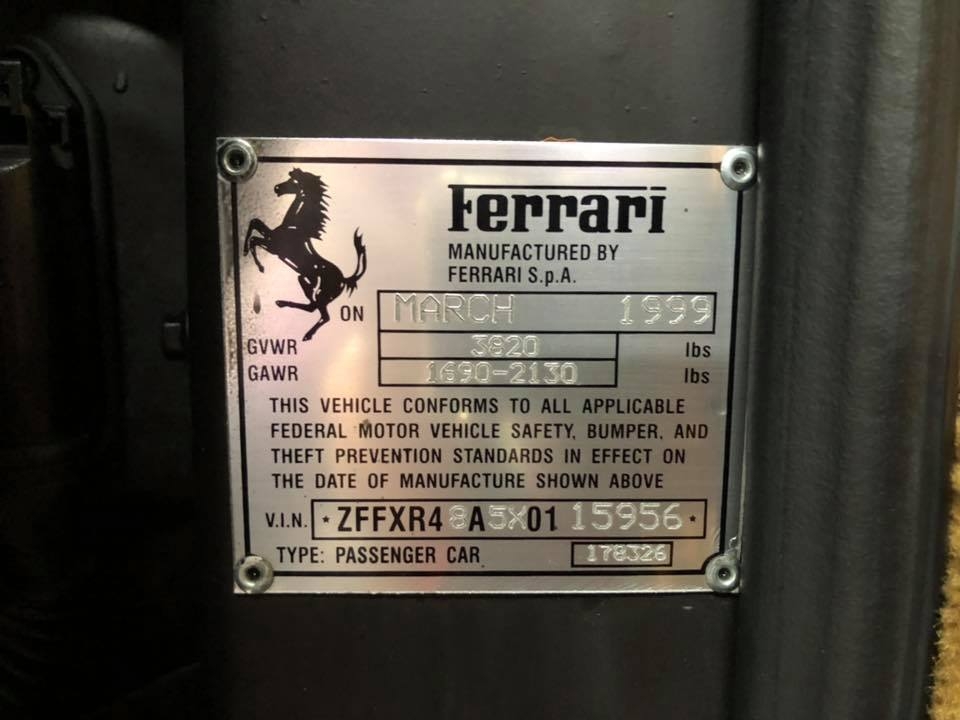 Ferrari
MANUFACTURED BY
FERRARI S.p.A.
ON MARCH 1999
GVWR 3820 lbs
GAWR 1690-2130 lbs
THIS VEHICLE CONFORMS TO ALL APPLICABLE
FEDERAL MOTOR VEHICLE SAFETY, BUMPER, AND
THEFT PREVENTION STANDARDS IN EFFECT ON
THE DATE OF MANUFACTURE SHOWN ABOVE
V.I.N. * ZFFXR48A5X0115956 *
TYPE: PASSENGER CAR 178326